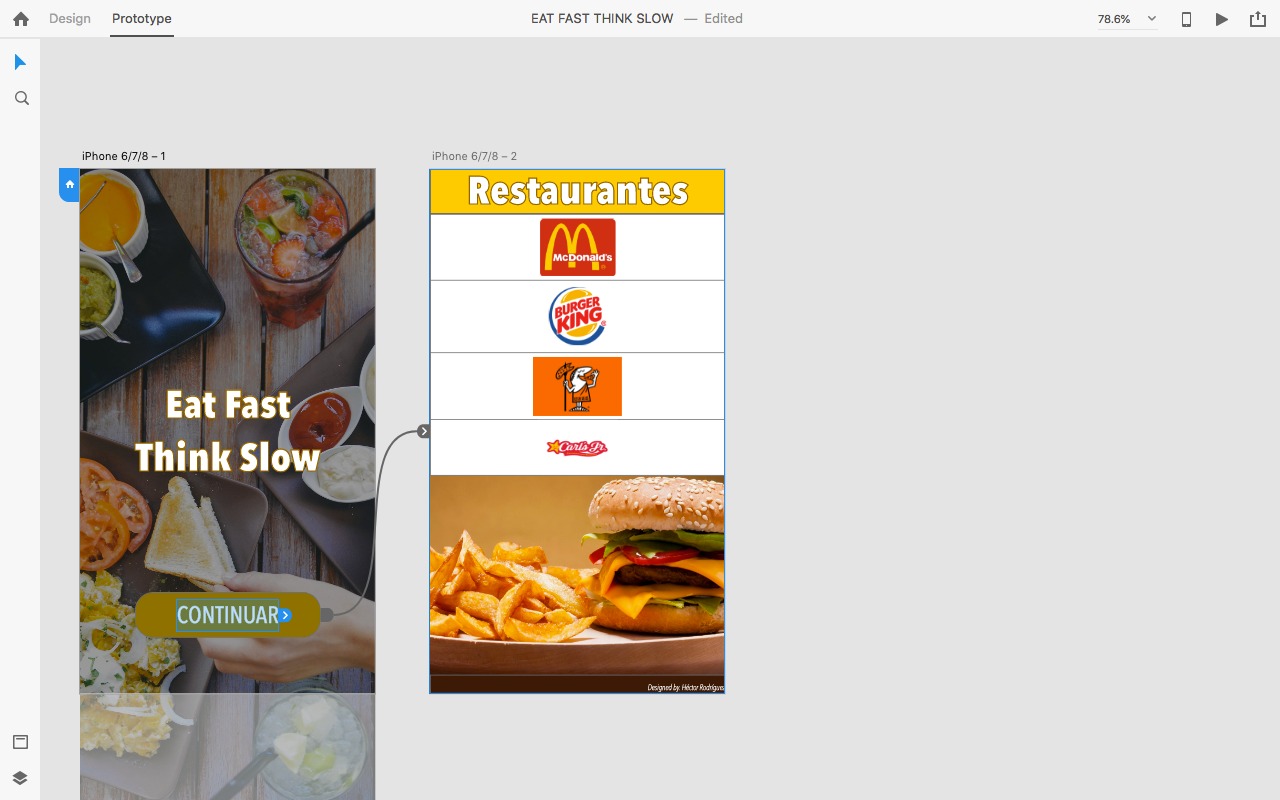 Design
Prototype
EAT FAST THINK SLOW — Edited
78.6%
iPhone 6/7/8 – 1
iPhone 6/7/8 – 2
Restaurantes
McDonald's
BURGER
KING
Carl's Jr.
Eat Fast
Think Slow
CONTINUAR
Designed by: Héctor Rodrígues